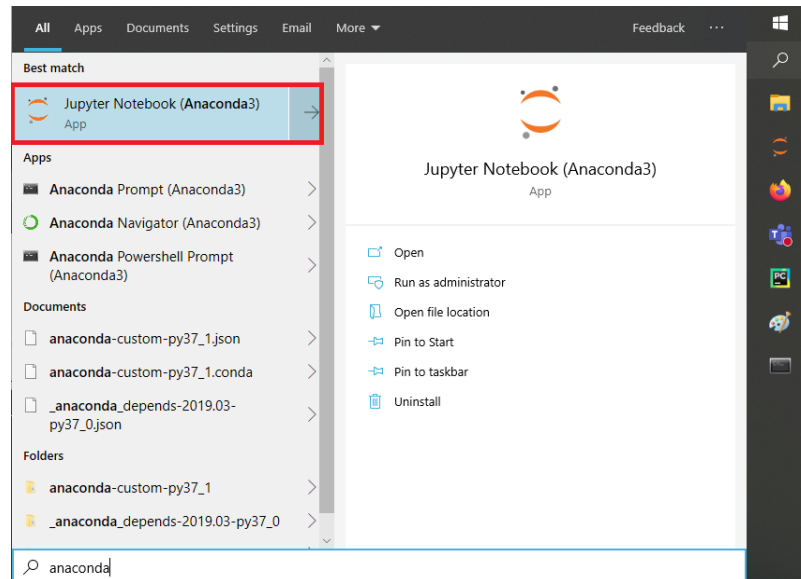 All Apps Documents Settings Email More Feedback ...
Best match
Jupyter Notebook (Anaconda3)
App
Apps
Anaconda Prompt (Anaconda3)
Anaconda Navigator (Anaconda3)
Anaconda Powershell Prompt
(Anaconda3)
Documents
anaconda-custom-py37_1.json
anaconda-custom-py37_1.conda
_anaconda_depends-2019.03-
py37_0.json
Folders
anaconda-custom-py37_1
_anaconda_depends-2019.03-py37_0
anaconda
Jupyter Notebook (Anaconda3)
App
Open
Run as administrator
Open file location
Pin to Start
Pin to taskbar
Uninstall
T
PC